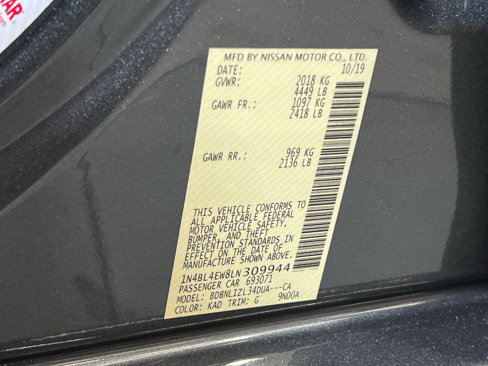 MFD BY NISSAN MOTOR CO., LTD.
DATE: 10/19
GVWR: 2018 KG
4449 LB
GAWR FR.: 1097 KG
2418 LB
GAWR RR.: 969 KG
2136 LB
THIS VEHICLE CONFORMS TO
ALL APPLICABLE FEDERAL
MOTOR VEHICLE SAFETY,
BUMPER, AND THEFT
PREVENTION STANDARDS IN
EFFECT ON THE DATE OF
MANUFACTURE SHOWN ABOVE.
1N4BL4EW8LN309944
PASSENGER CAR 693071
MODEL: BDBNLIZL34DUA---CA
COLOR: KAD TRIM: G 9N00A